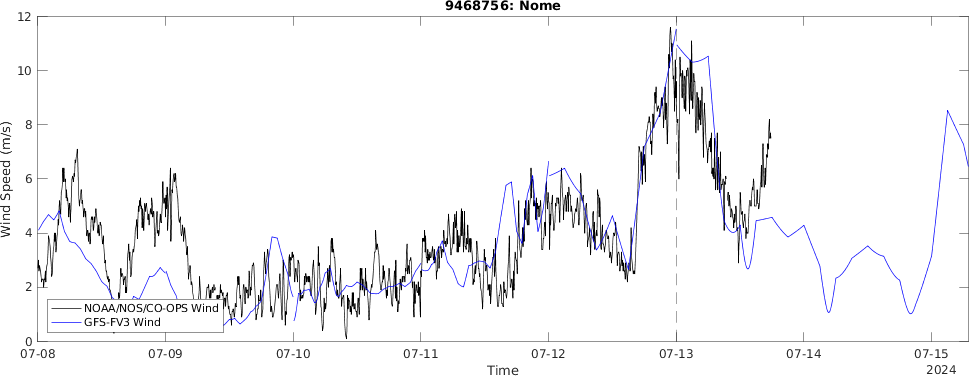 9468756: Nome
Wind Speed (m/s)
12
10
8
6
4
2
0
NOAA/NOS/CO-OPS Wind
GFS-FV3 Wind
07-08 07-09 07-10 07-11 07-12 07-13 07-14 07-15
Time
2024